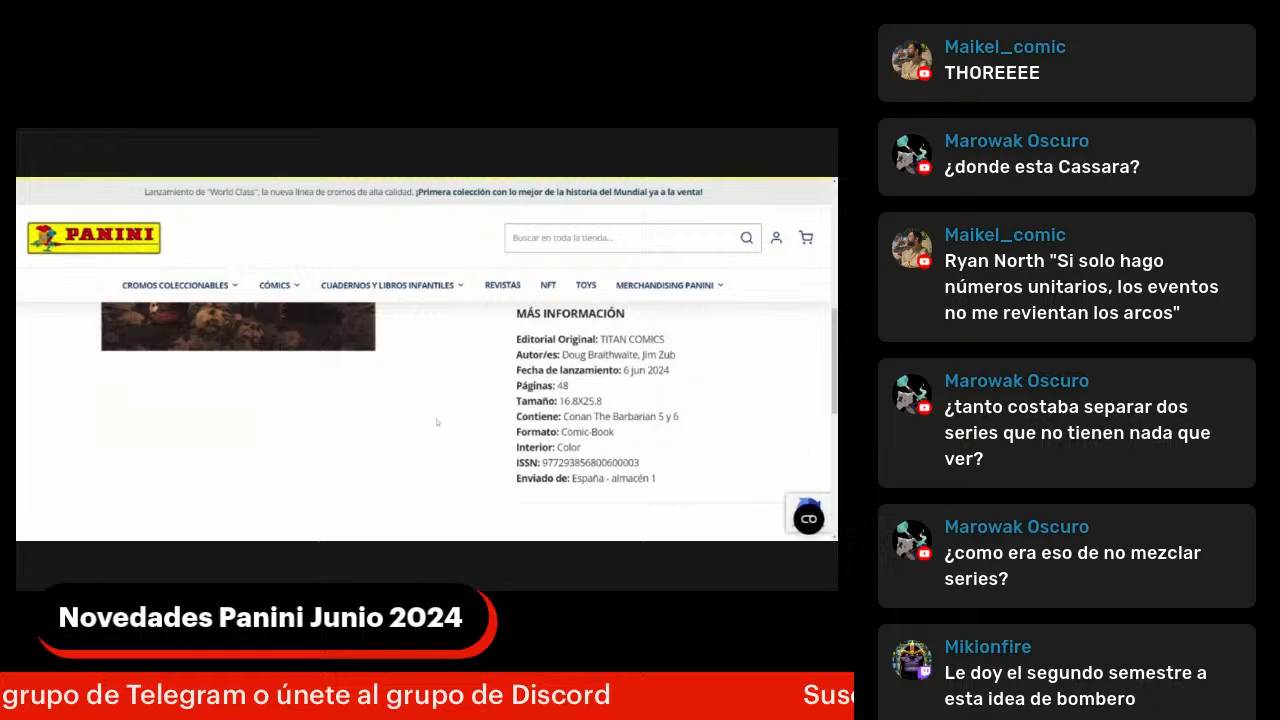 Lanzamiento de "World Class", la nueva línea de cromos de alta calidad. ¡Primera colección con lo mejor de la historia del Mundial ya a la venta!
PANINI
Buscar en toda la tienda...
CROMOS COLECCIONABLES CÓMICS CUADERNOS Y LIBROS INFANTILES REVISTAS NFT TOYS MERCHANDISING PANINI
MÁS INFORMACIÓN
Editorial Original: TITAN COMICS
Autor/es: Doug Braithwaite, Jim Zub
Fecha de lanzamiento: 6 jun 2024
Páginas: 48
Tamaño: 16.8X25.8
Contiene: Conan The Barbarian 5 y 6
Formato: Comic-Book
Interior: Color
ISSN: 977293856800600003
Enviado de: España - almacén 1
Novedades Panini Junio 2024
grupo de Telegram o únete al grupo de Discord Susc
Maikel_comic
THOREEEE
Marowak Oscuro
¿donde esta Cassara?
Maikel_comic
Ryan North "Si solo hago
números unitarios, los eventos
no me revientan los arcos"
Marowak Oscuro
¿tanto costaba separar dos
series que no tienen nada que
ver?
Marowak Oscuro
¿como era eso de no mezclar
series?
Mikionfire
Le doy el segundo semestre a
esta idea de bombero